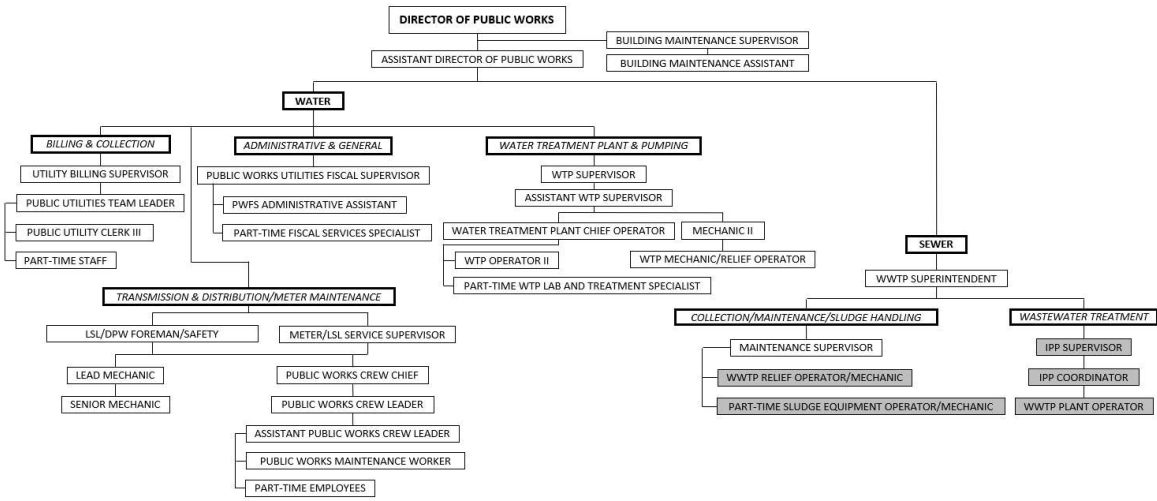 DIRECTOR OF PUBLIC WORKS
BUILDING MAINTENANCE SUPERVISOR
ASSISTANT DIRECTOR OF PUBLIC WORKS
BUILDING MAINTENANCE ASSISTANT
WATER
BILLING & COLLECTION
UTILITY BILLING SUPERVISOR
PUBLIC UTILITIES TEAM LEADER
PUBLIC UTILITY CLERK III
PART-TIME STAFF
ADMINISTRATIVE & GENERAL
PUBLIC WORKS UTILITIES FISCAL SUPERVISOR
PWFS ADMINISTRATIVE ASSISTANT
PART-TIME FISCAL SERVICES SPECIALIST
WATER TREATMENT PLANT & PUMPING
WTP SUPERVISOR
ASSISTANT WTP SUPERVISOR
WATER TREATMENT PLANT CHIEF OPERATOR
MECHANIC II
WTP OPERATOR II
WTP MECHANIC/RELIEF OPERATOR
PART-TIME WTP LAB AND TREATMENT SPECIALIST
TRANSMISSION & DISTRIBUTION/METER MAINTENANCE
LSL/DPW FOREMAN/SAFETY
METER/LSL SERVICE SUPERVISOR
LEAD MECHANIC
PUBLIC WORKS CREW CHIEF
SENIOR MECHANIC
PUBLIC WORKS CREW LEADER
ASSISTANT PUBLIC WORKS CREW LEADER
PUBLIC WORKS MAINTENANCE WORKER
PART-TIME EMPLOYEES
SEWER
WWTP SUPERINTENDENT
COLLECTION/MAINTENANCE/SLUDGE HANDLING
MAINTENANCE SUPERVISOR
WWTP RELIEF OPERATOR/MECHANIC
PART-TIME SLUDGE EQUIPMENT OPERATOR/MECHANIC
WASTEWATER TREATMENT
IPP SUPERVISOR
IPP COORDINATOR
WWTP PLANT OPERATOR